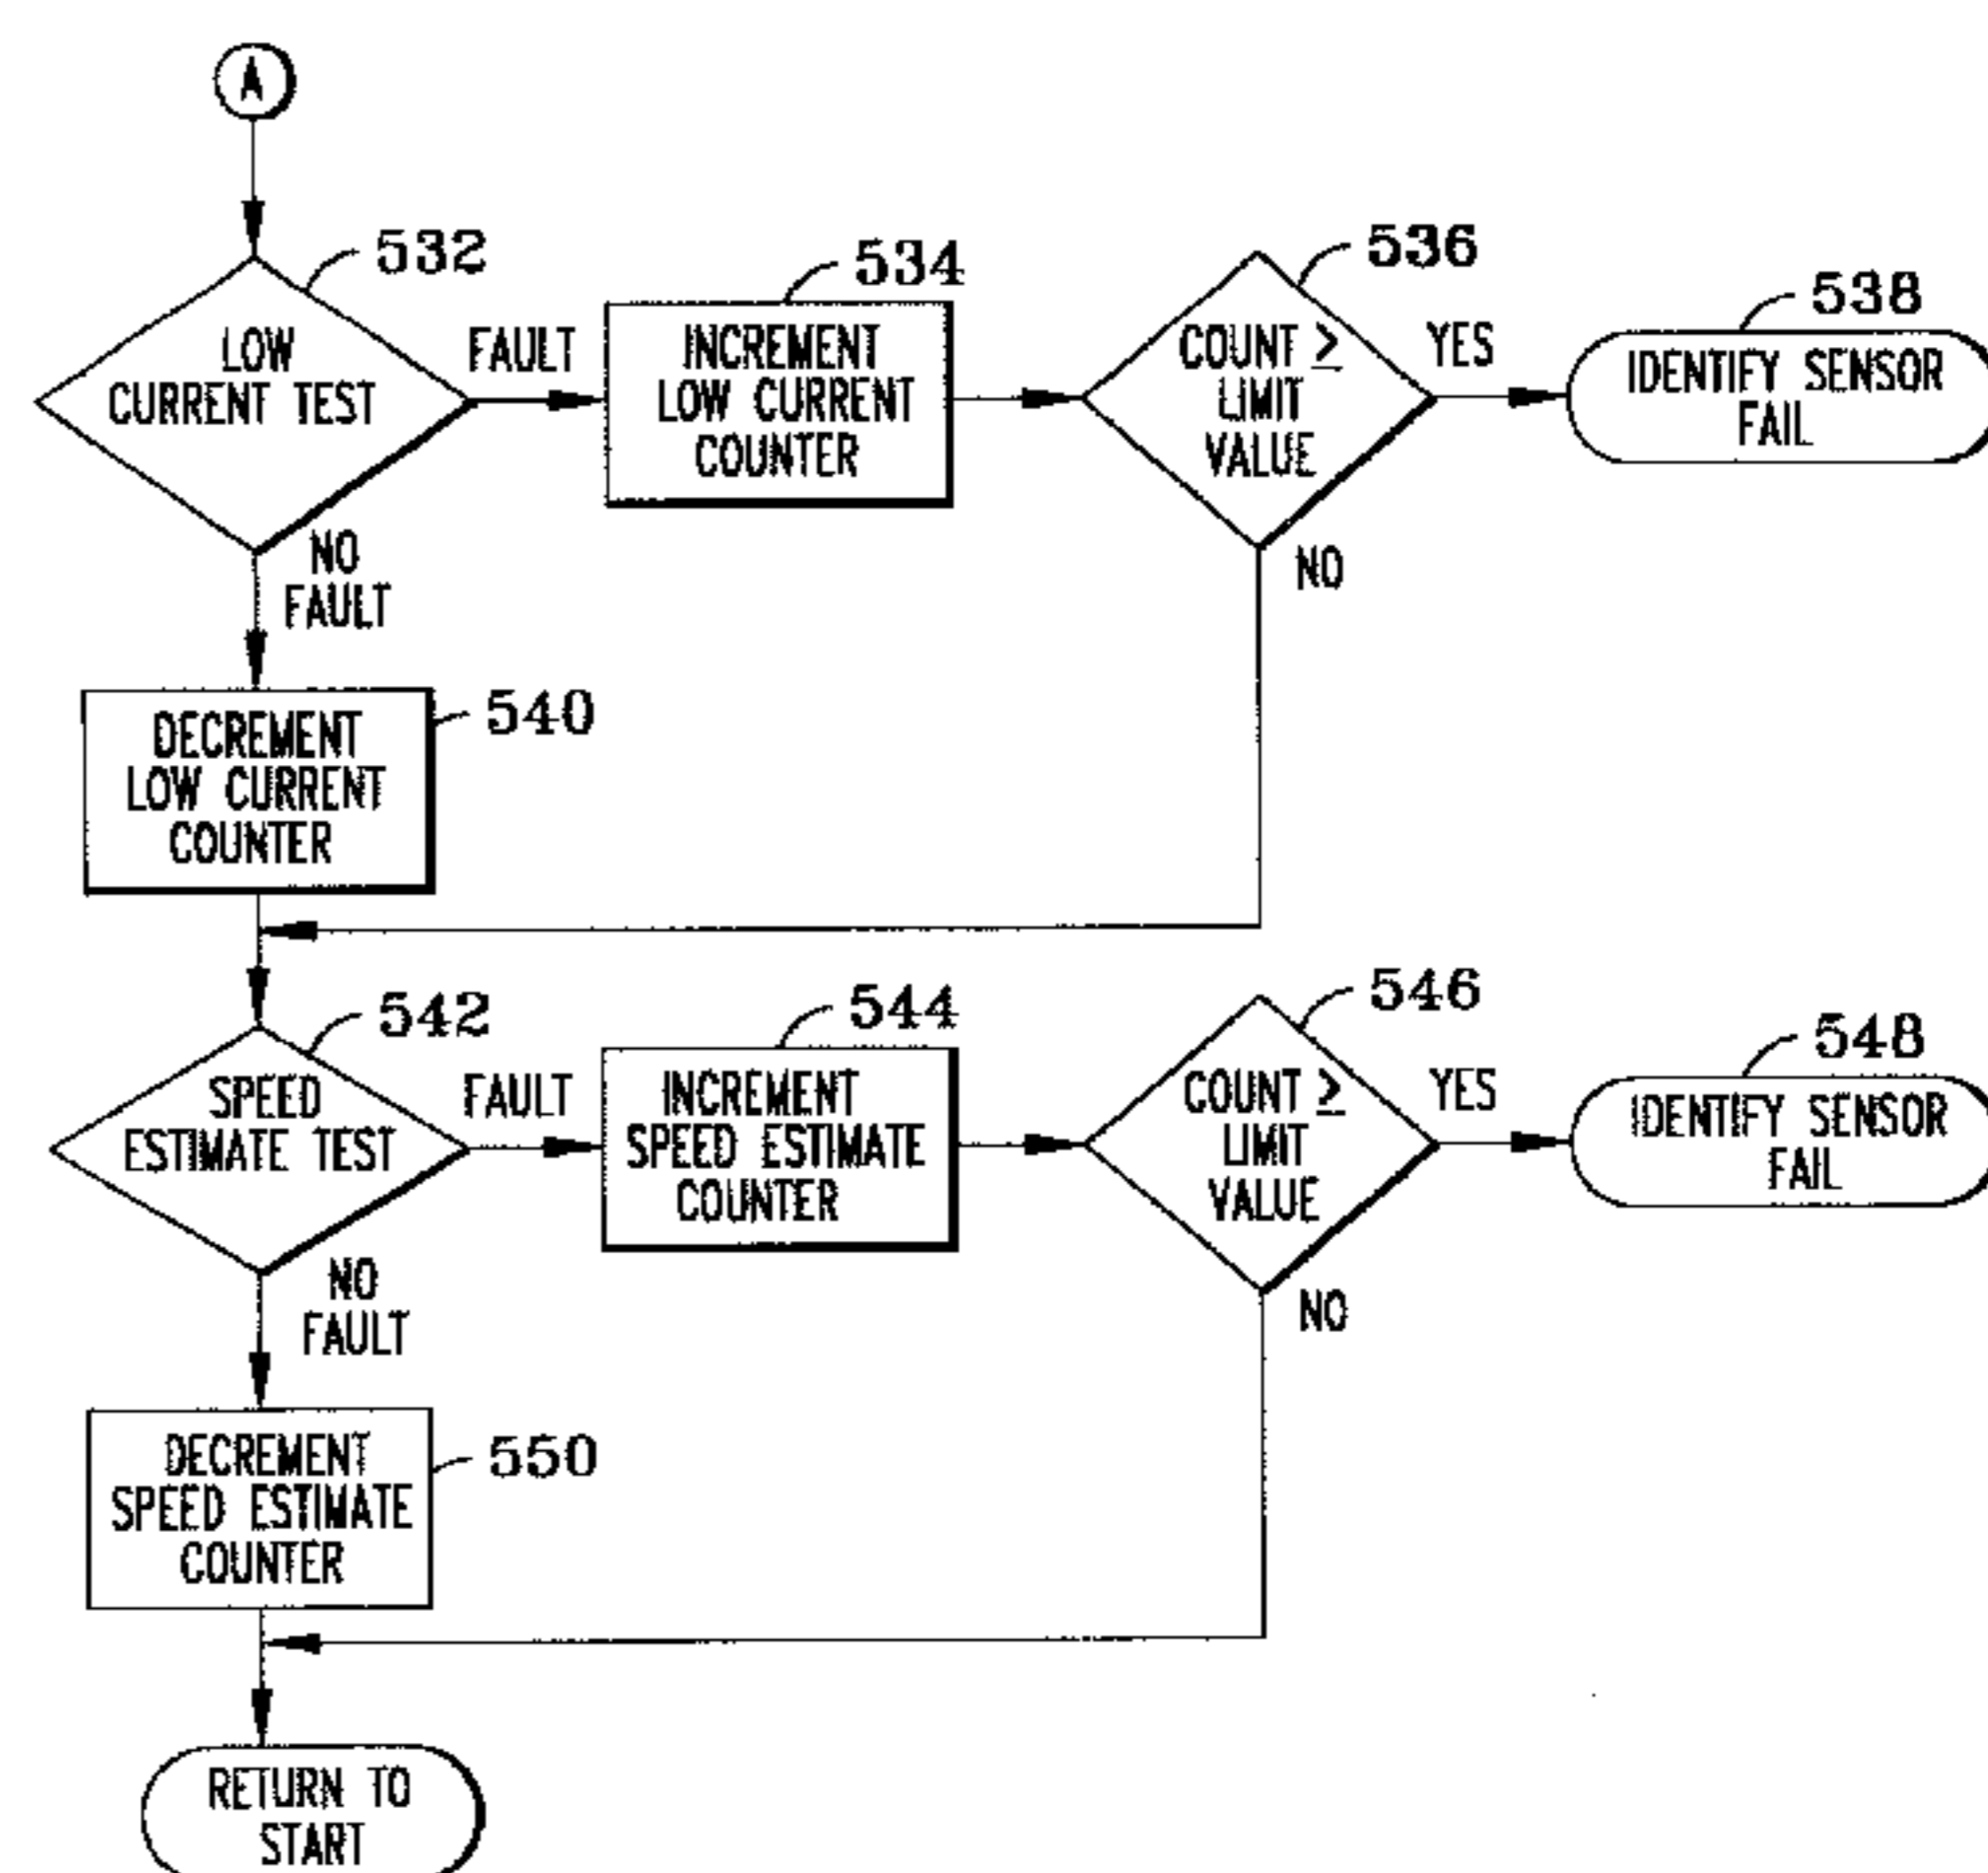 A
532
LOW
CURRENT TEST
FAULT
534
INCREMENT
LOW CURRENT
COUNTER
536
COUNT ≥
LIMIT
VALUE
YES
538
IDENTIFY SENSOR
FAIL
NO
FAULT
NO
540
DECREMENT
LOW CURRENT
COUNTER
542
SPEED
ESTIMATE TEST
FAULT
544
INCREMENT
SPEED ESTIMATE
COUNTER
546
COUNT ≥
LIMIT
VALUE
YES
548
IDENTIFY SENSOR
FAIL
NO
FAULT
NO
550
DECREMENT
SPEED ESTIMATE
COUNTER
RETURN TO
START